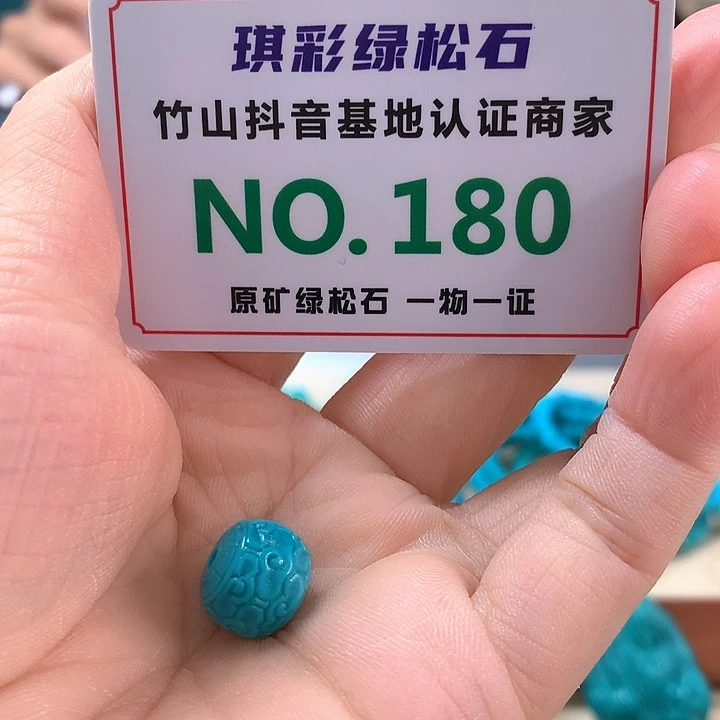 琪彩绿松石
竹山抖音基地认证商家
NO.180
原矿绿松石 一物一证